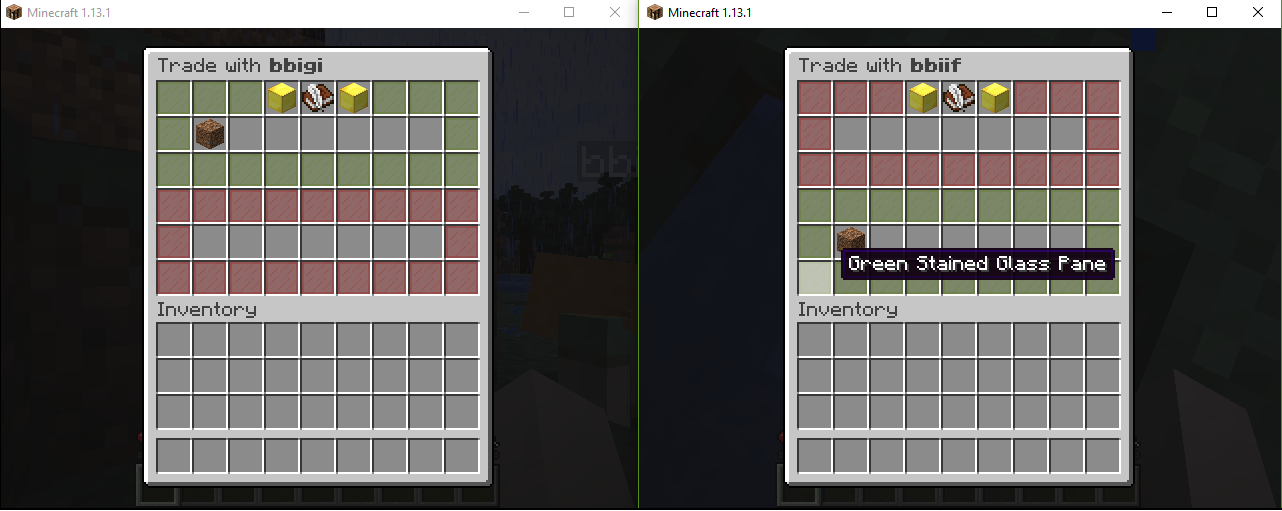 Minecraft 1.13.1
Trade with bbigi
Inventory
Minecraft 1.13.1
Trade with bbiif
Green Stained Glass Pane
Inventory